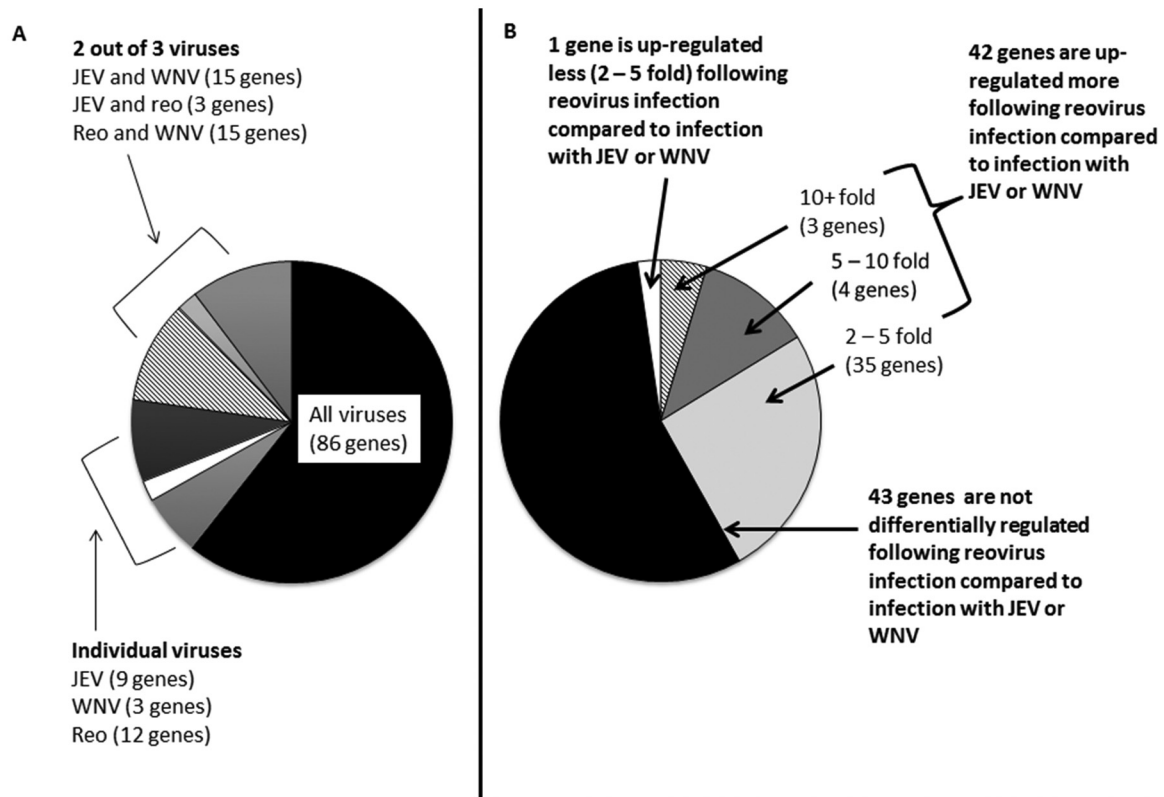 A
2 out of 3 viruses
JEV and WNV (15 genes)
JEV and reo (3 genes)
Reo and WNV (15 genes)
All viruses
(86 genes)
Individual viruses
JEV (9 genes)
WNV (3 genes)
Reo (12 genes)
B
1 gene is up-regulated
less (2 – 5 fold) following
reovirus infection
compared to infection
with JEV or WNV
42 genes are up-
regulated more
following reovirus
infection compared
to infection with
JEV or WNV
10+ fold
(3 genes)
5 – 10 fold
(4 genes)
2 – 5 fold
(35 genes)
43 genes are not
differentially regulated
following reovirus
infection compared to
infection with JEV or
WNV